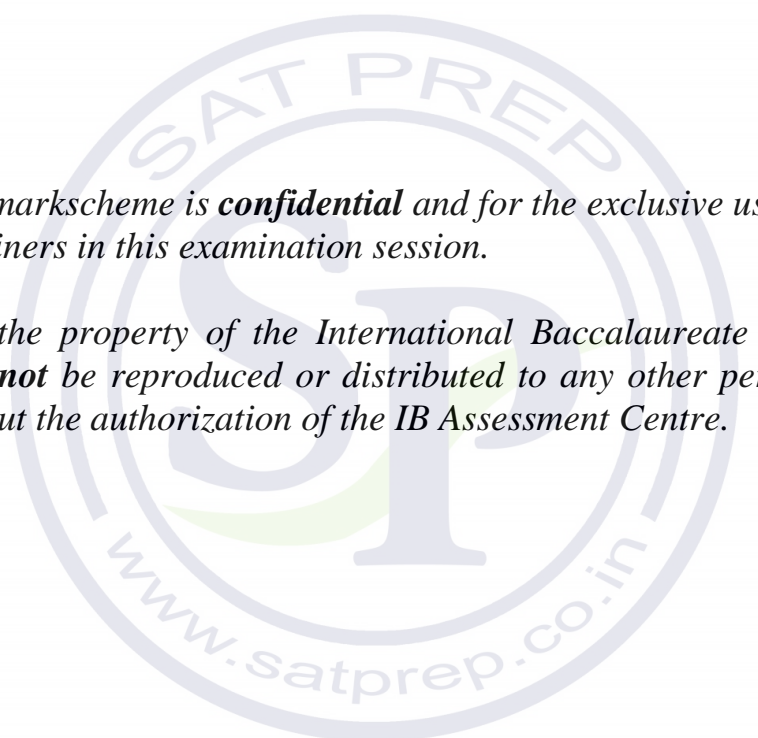 SAT PREP
markscheme is confidential and for the exclusive us
iners in this examination session.
the property of the International Baccalaureate
not be reproduced or distributed to any other per
ut the authorization of the IB Assessment Centre.
SP
www.satprep.co.in